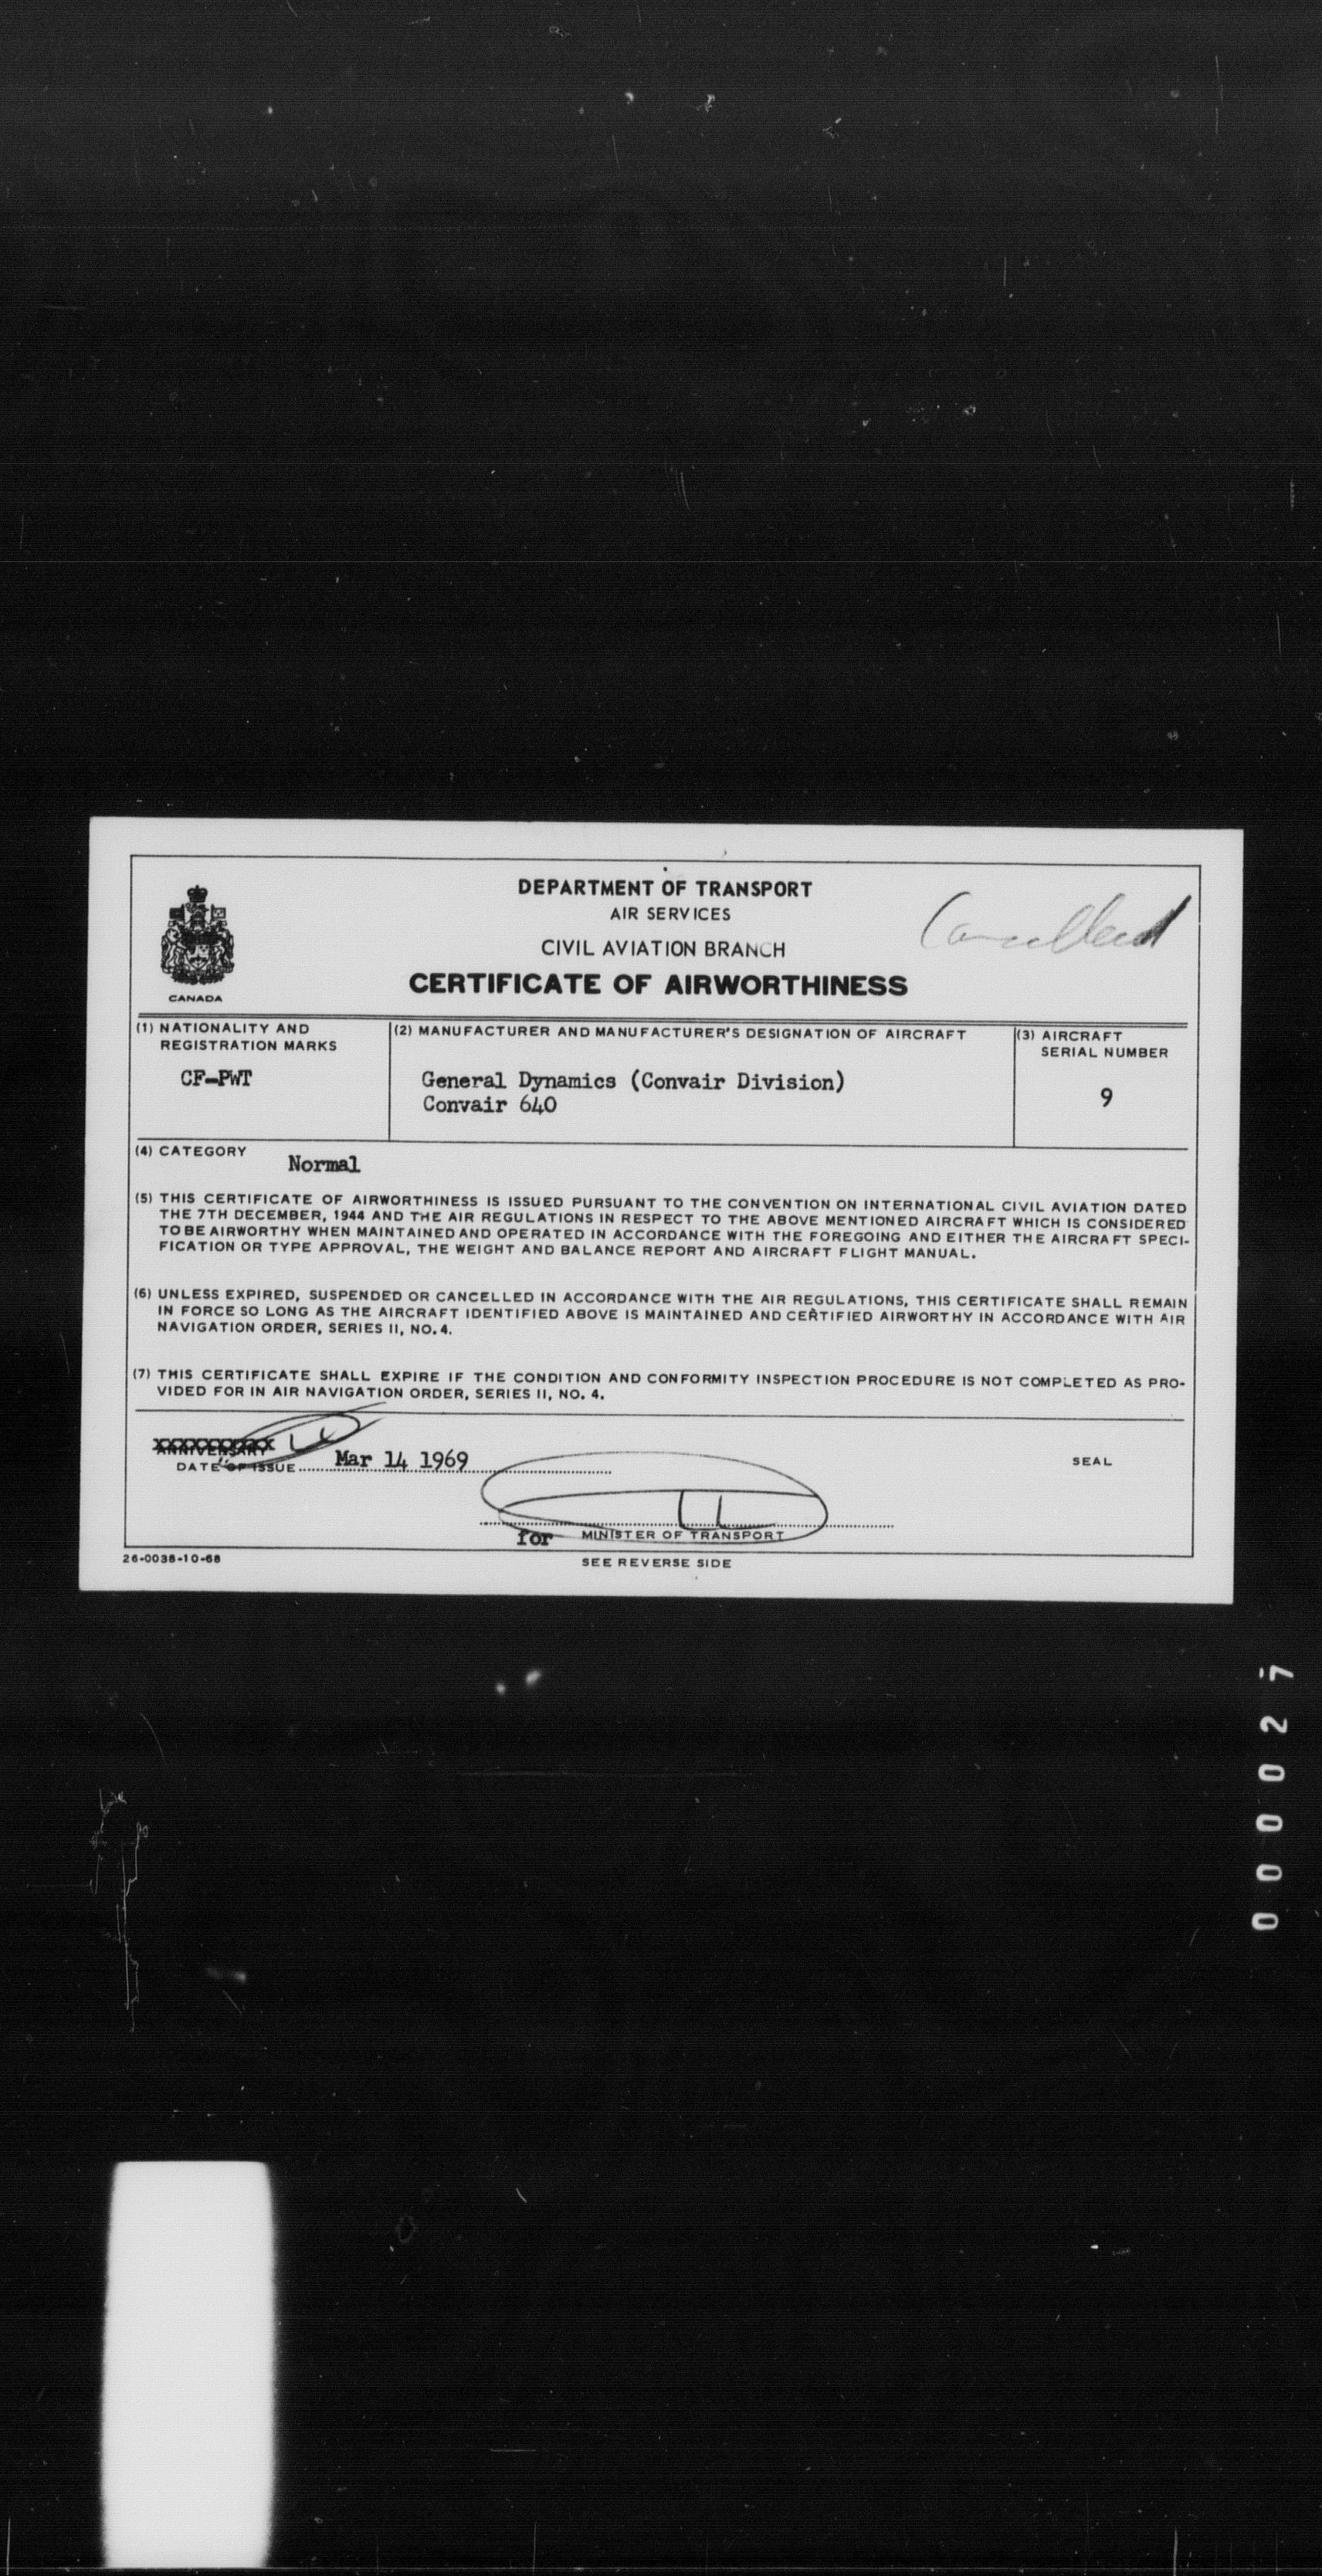 DEPARTMENT OF TRANSPORT
AIR SERVICES
CIVIL AVIATION BRANCH
CERTIFICATE OF AIRWORTHINESS
Cancelled
CANADA
(1) NATIONALITY AND
REGISTRATION MARKS
CF-PWT
(2) MANUFACTURER AND MANUFACTURER'S DESIGNATION OF AIRCRAFT
General Dynamics (Convair Division)
Convair 640
(3) AIRCRAFT
SERIAL NUMBER
9
(4) CATEGORY
Normal
(5) THIS CERTIFICATE OF AIRWORTHINESS IS ISSUED PURSUANT TO THE CONVENTION ON INTERNATIONAL CIVIL AVIATION DATED
THE 7TH DECEMBER, 1944 AND THE AIR REGULATIONS IN RESPECT TO THE ABOVE MENTIONED AIRCRAFT WHICH IS CONSIDERED
TO BE AIRWORTHY WHEN MAINTAINED AND OPERATED IN ACCORDANCE WITH THE FOREGOING AND EITHER THE AIRCRAFT SPECI-
FICATION OR TYPE APPROVAL, THE WEIGHT AND BALANCE REPORT AND AIRCRAFT FLIGHT MANUAL.
(6) UNLESS EXPIRED, SUSPENDED OR CANCELLED IN ACCORDANCE WITH THE AIR REGULATIONS, THIS CERTIFICATE SHALL REMAIN
IN FORCE SO LONG AS THE AIRCRAFT IDENTIFIED ABOVE IS MAINTAINED AND CERTIFIED AIRWORTHY IN ACCORDANCE WITH AIR
NAVIGATION ORDER, SERIES II, NO. 4.
(7) THIS CERTIFICATE SHALL EXPIRE IF THE CONDITION AND CONFORMITY INSPECTION PROCEDURE IS NOT COMPLETED AS PRO-
VIDED FOR IN AIR NAVIGATION ORDER, SERIES II, NO. 4.
ANNIVERSARY
DATE OF ISSUE Mar 14 1969
SEAL
for MINISTER OF TRANSPORT
26-0038-10-68
SEE REVERSE SIDE
000027